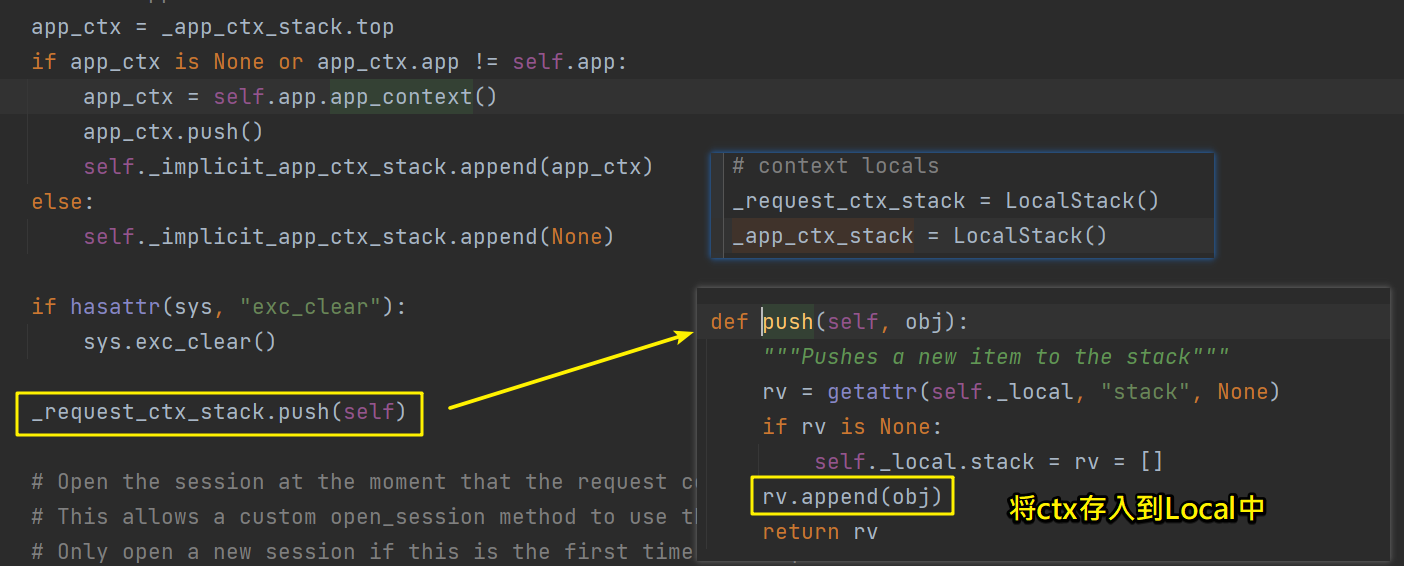 app_ctx = _app_ctx_stack.top
if app_ctx is None or app_ctx.app != self.app:
    app_ctx = self.app.app_context()
    app_ctx.push()
    self._implicit_app_ctx_stack.append(app_ctx)
else:
    self._implicit_app_ctx_stack.append(None)
if hasattr(sys, "exc_clear"):
    sys.exc_clear()
_request_ctx_stack.push(self)
# Open the session at the moment that the request c
# This allows a custom open_session method to use t
# Only open a new session if this is the first time
# context locals
_request_ctx_stack = LocalStack()
_app_ctx_stack = LocalStack()
def push(self, obj):
    """Pushes a new item to the stack"""
    rv = getattr(self._local, "stack", None)
    if rv is None:
        self._local.stack = rv = []
    rv.append(obj)
    return rv
将ctx存入到Local中